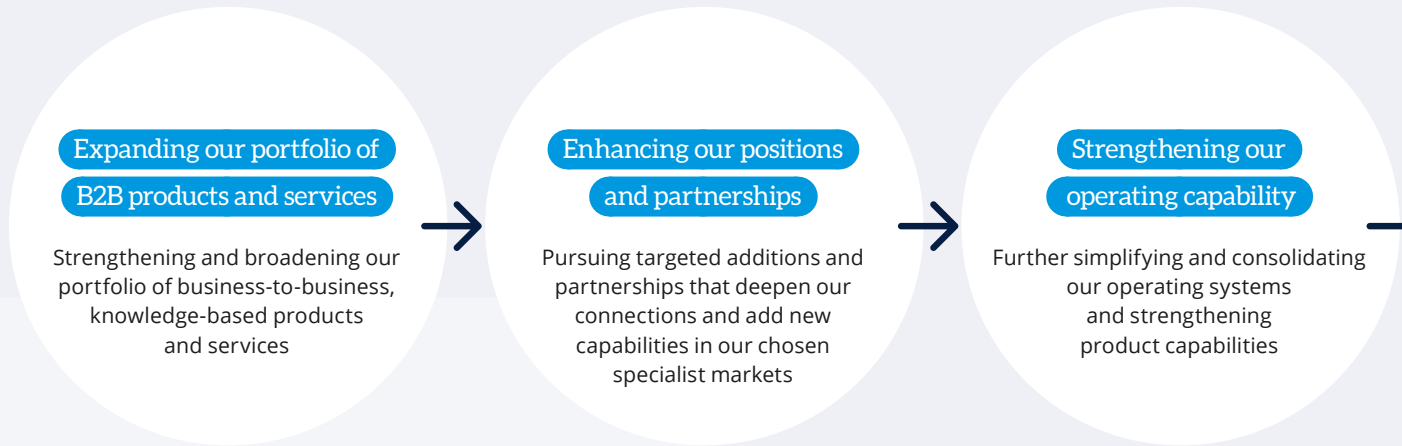 Expanding our portfolio of
B2B products and services
Strengthening and broadening our
portfolio of business-to-business,
knowledge-based products
and services
Enhancing our positions
and partnerships
Pursuing targeted additions and
partnerships that deepen our
connections and add new
capabilities in our chosen
specialist markets
Strengthening our
operating capability
Further simplifying and consolidating
our operating systems
and strengthening
product capabilities